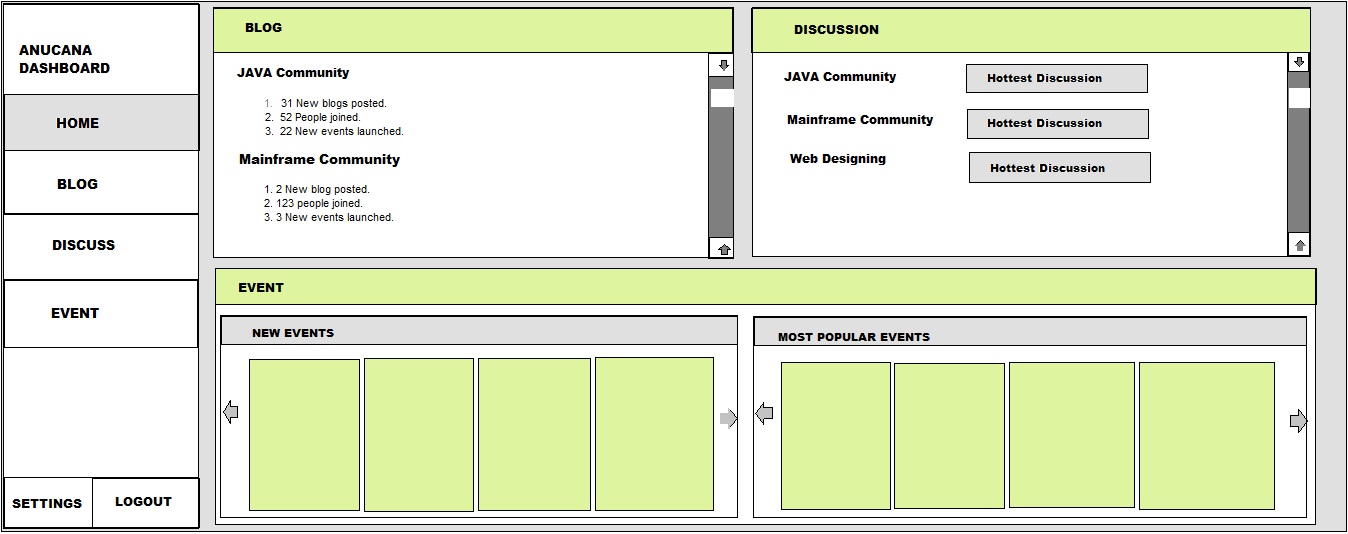 ANUCANA
DASHBOARD
HOME
BLOG
DISCUSS
EVENT
SETTINGS
LOGOUT
BLOG
JAVA Community
1. 31 New blogs posted.
2. 52 People joined.
3. 22 New events launched.
Mainframe Community
1. 2 New blog posted.
2. 123 people joined.
3. 3 New events launched.
DISCUSSION
JAVA Community
Hottest Discussion
Mainframe Community
Hottest Discussion
Web Designing
Hottest Discussion
EVENT
NEW EVENTS
MOST POPULAR EVENTS